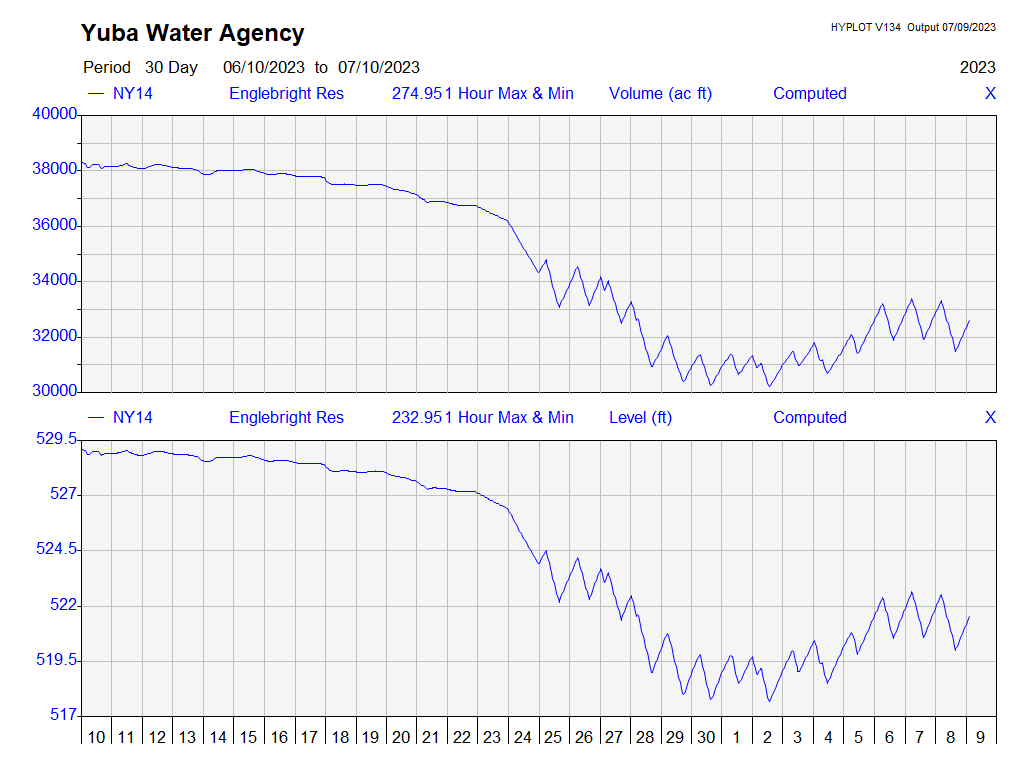 Yuba Water Agency
HYPLOT V134 Output 07/09/2023
Period 30 Day 06/10/2023 to 07/10/2023 2023
NY14 Englebright Res 274.951 Hour Max & Min Volume (ac ft) Computed X
40000
38000
36000
34000
32000
30000
NY14 Englebright Res 232.951 Hour Max & Min Level (ft) Computed X
529.5
527
524.5
522
519.5
517
10 11 12 13 14 15 16 17 18 19 20 21 22 23 24 25 26 27 28 29 30 1 2 3 4 5 6 7 8 9